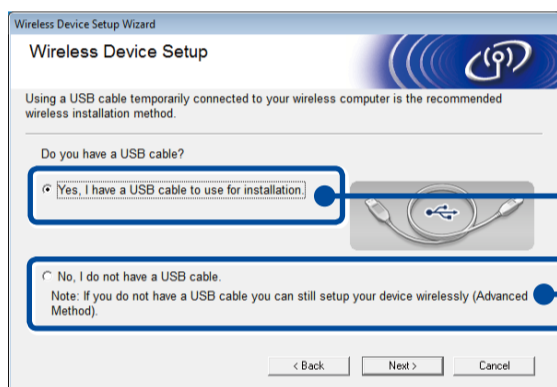 Wireless Device Setup Wizard
Wireless Device Setup
Using a USB cable temporarily connected to your wireless computer is the recommended
wireless installation method.
Do you have a USB cable?
Yes, I have a USB cable to use for installation.
No, I do not have a USB cable.
Note: If you do not have a USB cable you can still setup your device wirelessly (Advanced
Method).
< Back
Next >
Cancel